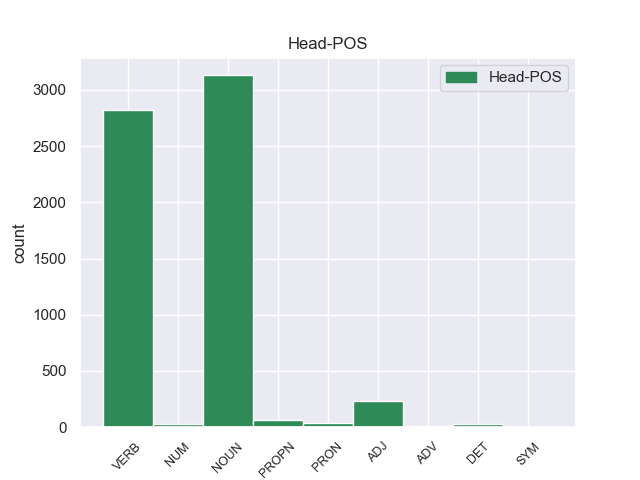 Head-POS
Head-POS
3000
2500
2000
1500
1000
500
0
count
VERB NUM NOUN PROPN PRON ADJ ADV DET SYM